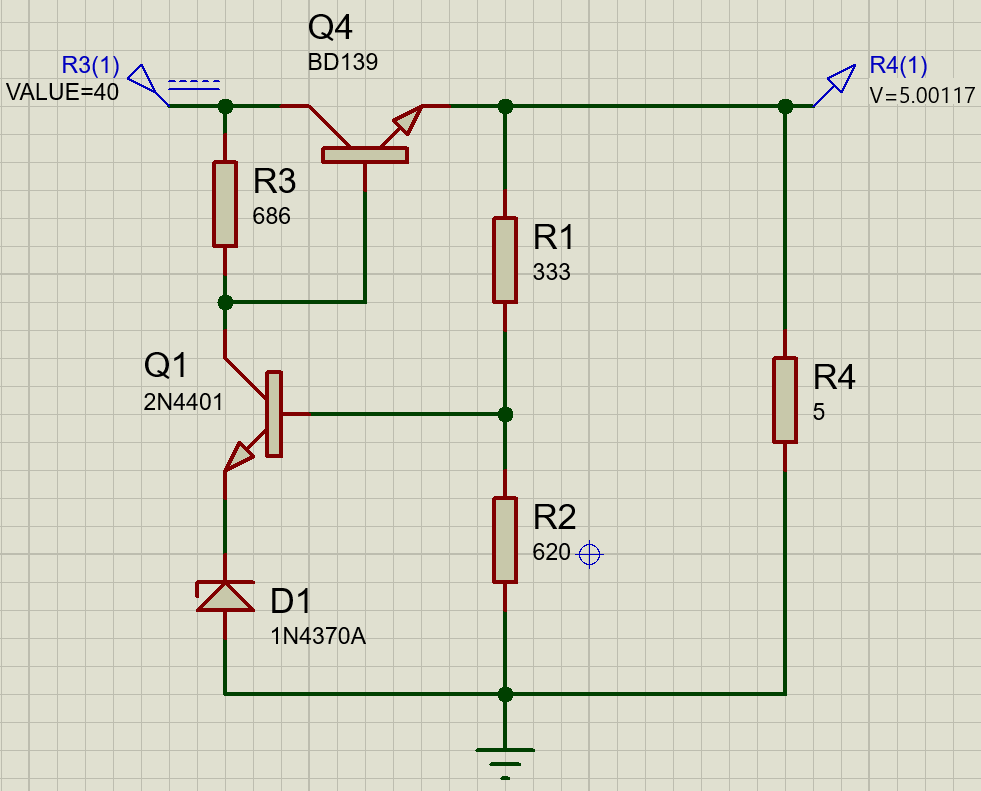 Q4
BD139
R3(1)
VALUE=40
R4(1)
V=5.00117
R3
686
R1
333
Q1
2N4401
R4
5
R2
620
D1
1N4370A